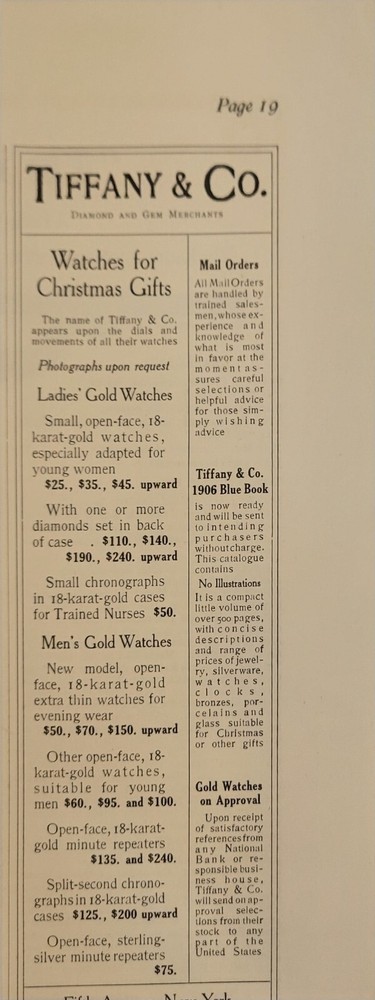 Page 19
TIFFANY & CO.
DIAMOND AND GEM MERCHANTS
Watches for
Christmas Gifts
The name of Tiffany & Co.
appears upon the dials and
movements of all their watches
Photographs upon request
Ladies' Gold Watches
Small, open-face, 18-
karat-gold watches,
especially adapted for
young women
$25., $35., $45. upward
With one or more
diamonds set in back
of case . $110., $140.,
$190., $240. upward
Small chronographs
in 18-karat-gold cases
for Trained Nurses $50.
Men's Gold Watches
New model, open-
face, 18-karat-gold
extra thin watches for
evening wear
$50., $70., $150. upward
Other open-face, 18-
karat-gold watches,
suitable for young
men $60., $95. and $100.
Open-face, 18-karat-
gold minute repeaters
$135. and $240.
Split-second chrono-
graphs in 18-karat-gold
cases $125., $200 upward
Open-face, sterling-
silver minute repeaters
$75.
Mail Orders
All Mail Orders
are handled by
trained sales-
men, whose ex-
perience and
knowledge of
what is most
in favor at the
moment as-
sures careful
selections or
helpful advice
for those sim-
ply wishing
advice
Tiffany & Co.
1906 Blue Book
is now ready
and will be sent
to intending
purchasers
without charge.
This catalogue
contains
No Illustrations
It is a compact
little volume of
over 500 pages,
with concise
descriptions
and range of
prices of jewel-
ry, silverware,
watches,
clocks,
bronzes, por-
celains and
glass suitable
for Christmas
or other gifts
Gold Watches
on Approval
Upon receipt
of satisfactory
references from
any National
Bank or re-
sponsible busi-
ness house,
Tiffany & Co.
will send on ap-
proval selec-
tions from their
stock to any
part of the
United States